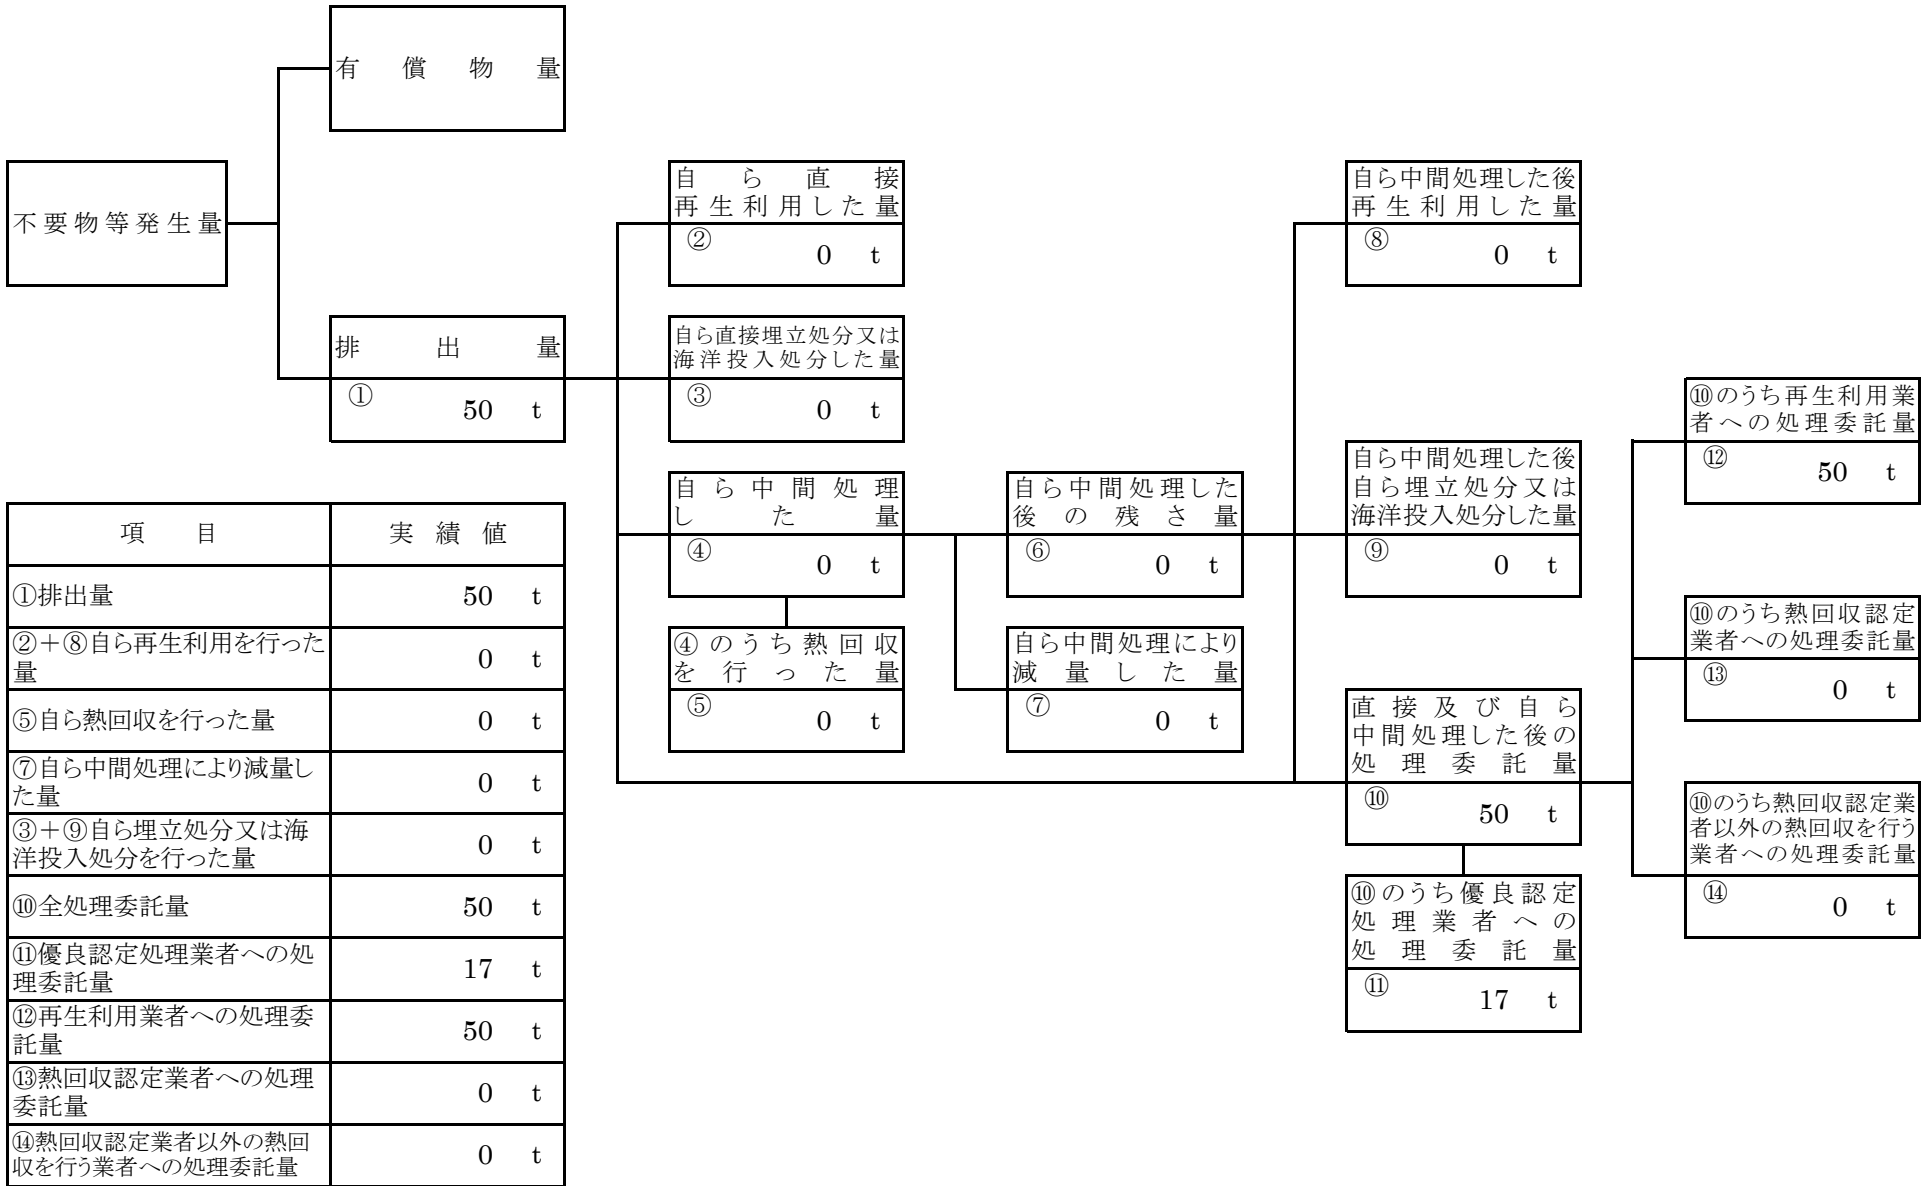 有償物量
不要物等発生量
自ら直接
再生利用した量
②
0 t
自ら中間処理した後
再生利用した量
⑧
0 t
排出量
①
50 t
自ら直接埋立処分又は
海洋投入処分した量
③
0 t
⑩のうち再生利用業
者への処理委託量
⑫
50 t
自ら中間処理
した量
④
0 t
自ら中間処理した
後の残さ量
⑥
0 t
自ら中間処理した後
自ら埋立処分又は
海洋投入処分した量
⑨
0 t
⑩のうち熱回収認定
業者への処理委託量
⑬
0 t
④のうち熱回収
を行った量
⑤
0 t
自ら中間処理により
減量した量
⑦
0 t
直接及び自ら
中間処理した後の
処理委託量
⑩
50 t
⑩のうち熱回収認定業
者以外の熱回収を行う
業者への処理委託量
⑭
0 t
⑩のうち優良認定
処理業者への
処理委託量
⑪
17 t
項目 実績値
①排出量 50 t
②+⑧自ら再生利用を行った
量 0 t
⑤自ら熱回収を行った量 0 t
⑦自ら中間処理により減量し
た量 0 t
③+⑨自ら埋立処分又は海
洋投入処分を行った量 0 t
⑩全処理委託量 50 t
⑪優良認定処理業者への処
理委託量 17 t
⑫再生利用業者への処理委
託量 50 t
⑬熱回収認定業者への処理
委託量 0 t
⑭熱回収認定業者以外の熱回
収を行う業者への処理委託量 0 t